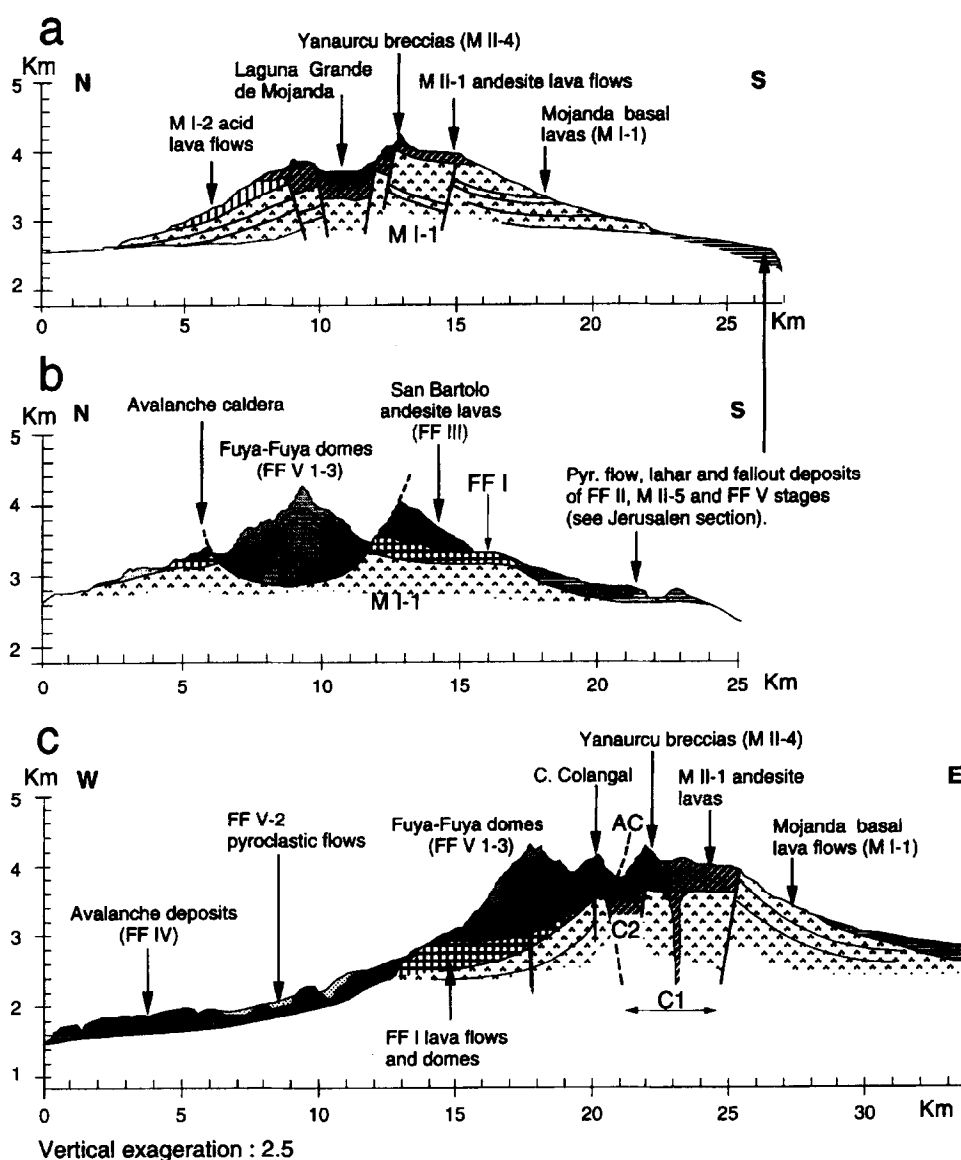 a
Km
N
S
Yanaurcu breccias (M II-4)
Laguna Grande
de Mojanda
M II-1 andesite lava flows
M I-2 acid
lava flows
Mojanda basal
lavas (M I-1)
5
4
3
2
M I-1
0
5
10
15
20
25
Km
b
Km
N
S
Avalanche caldera
San Bartolo
andesite lavas
(FF III)
Fuya-Fuya domes
(FF V 1-3)
FF I
Pyr. flow, lahar and fallout deposits
of FF II, M II-5 and FF V stages
(see Jerusalen section).
5
4
3
2
M I-1
0
5
10
15
20
25
Km
c
Km
W
E
Yanaurcu breccias (M II-4)
C. Colangal
M II-1 andesite
lavas
FF V-2
pyroclastic flows
Fuya-Fuya domes
(FF V 1-3)
AC
Mojanda basal
lava flows (M I-1)
Avalanche deposits
(FF IV)
5
4
3
2
1
C2
C1
FF I lava flows
and domes
0
5
10
15
20
25
30
Km
Vertical exageration : 2.5